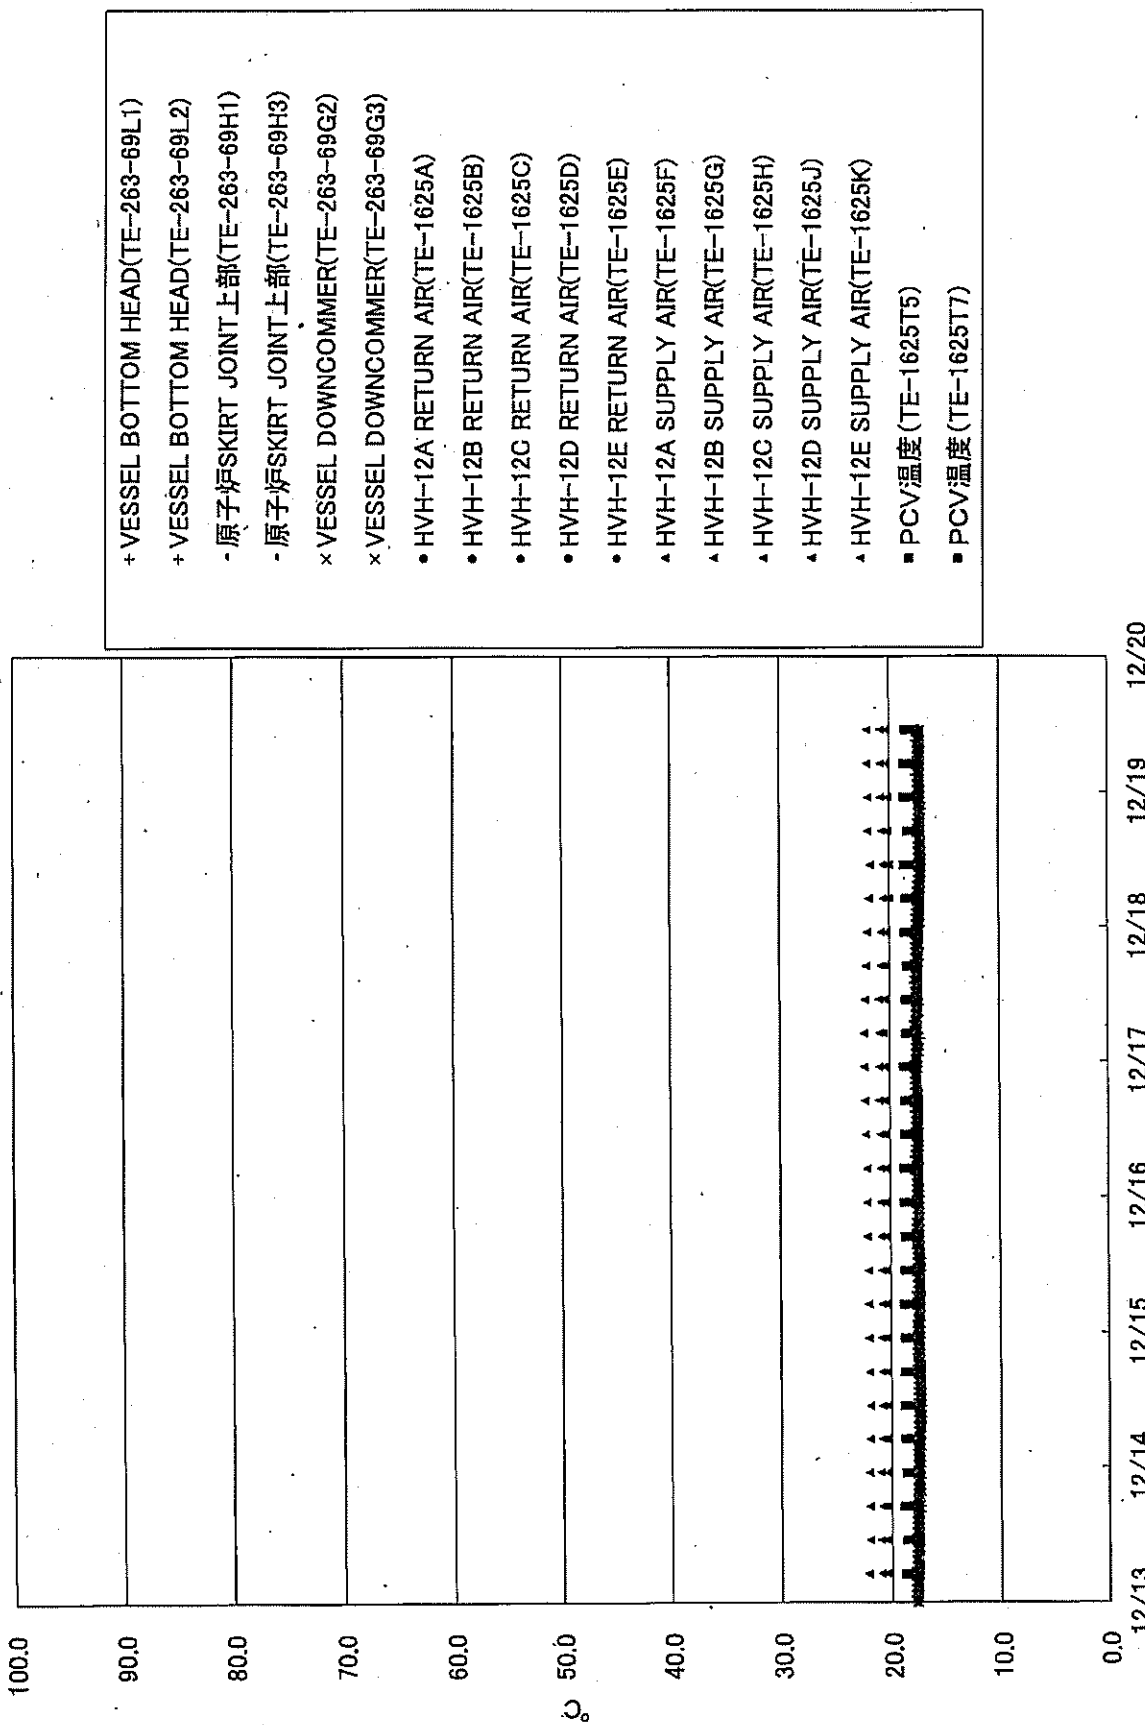 100.0
90.0
80.0
70.0
60.0
50.0
40.0
30.0
20.0
10.0
0.0
℃
12/13
12/14
12/15
12/16
12/17
12/18
12/19
12/20
+ VESSEL BOTTOM HEAD(TE-263-69L1)
+ VESSEL BOTTOM HEAD(TE-263-69L2)
- 原子炉SKIRT JOINT上部(TE-263-69H1)
- 原子炉SKIRT JOINT上部(TE-263-69H3)
× VESSEL DOWNCOMMER(TE-263-69G2)
× VESSEL DOWNCOMMER(TE-263-69G3)
● HVH-12A RETURN AIR(TE-1625A)
● HVH-12B RETURN AIR(TE-1625B)
● HVH-12C RETURN AIR(TE-1625C)
● HVH-12D RETURN AIR(TE-1625D)
● HVH-12E RETURN AIR(TE-1625E)
▲ HVH-12A SUPPLY AIR(TE-1625F)
▲ HVH-12B SUPPLY AIR(TE-1625G)
▲ HVH-12C SUPPLY AIR(TE-1625H)
▲ HVH-12D SUPPLY AIR(TE-1625J)
▲ HVH-12E SUPPLY AIR(TE-1625K)
■ PCV温度(TE-1625T5)
■ PCV温度(TE-1625T7)